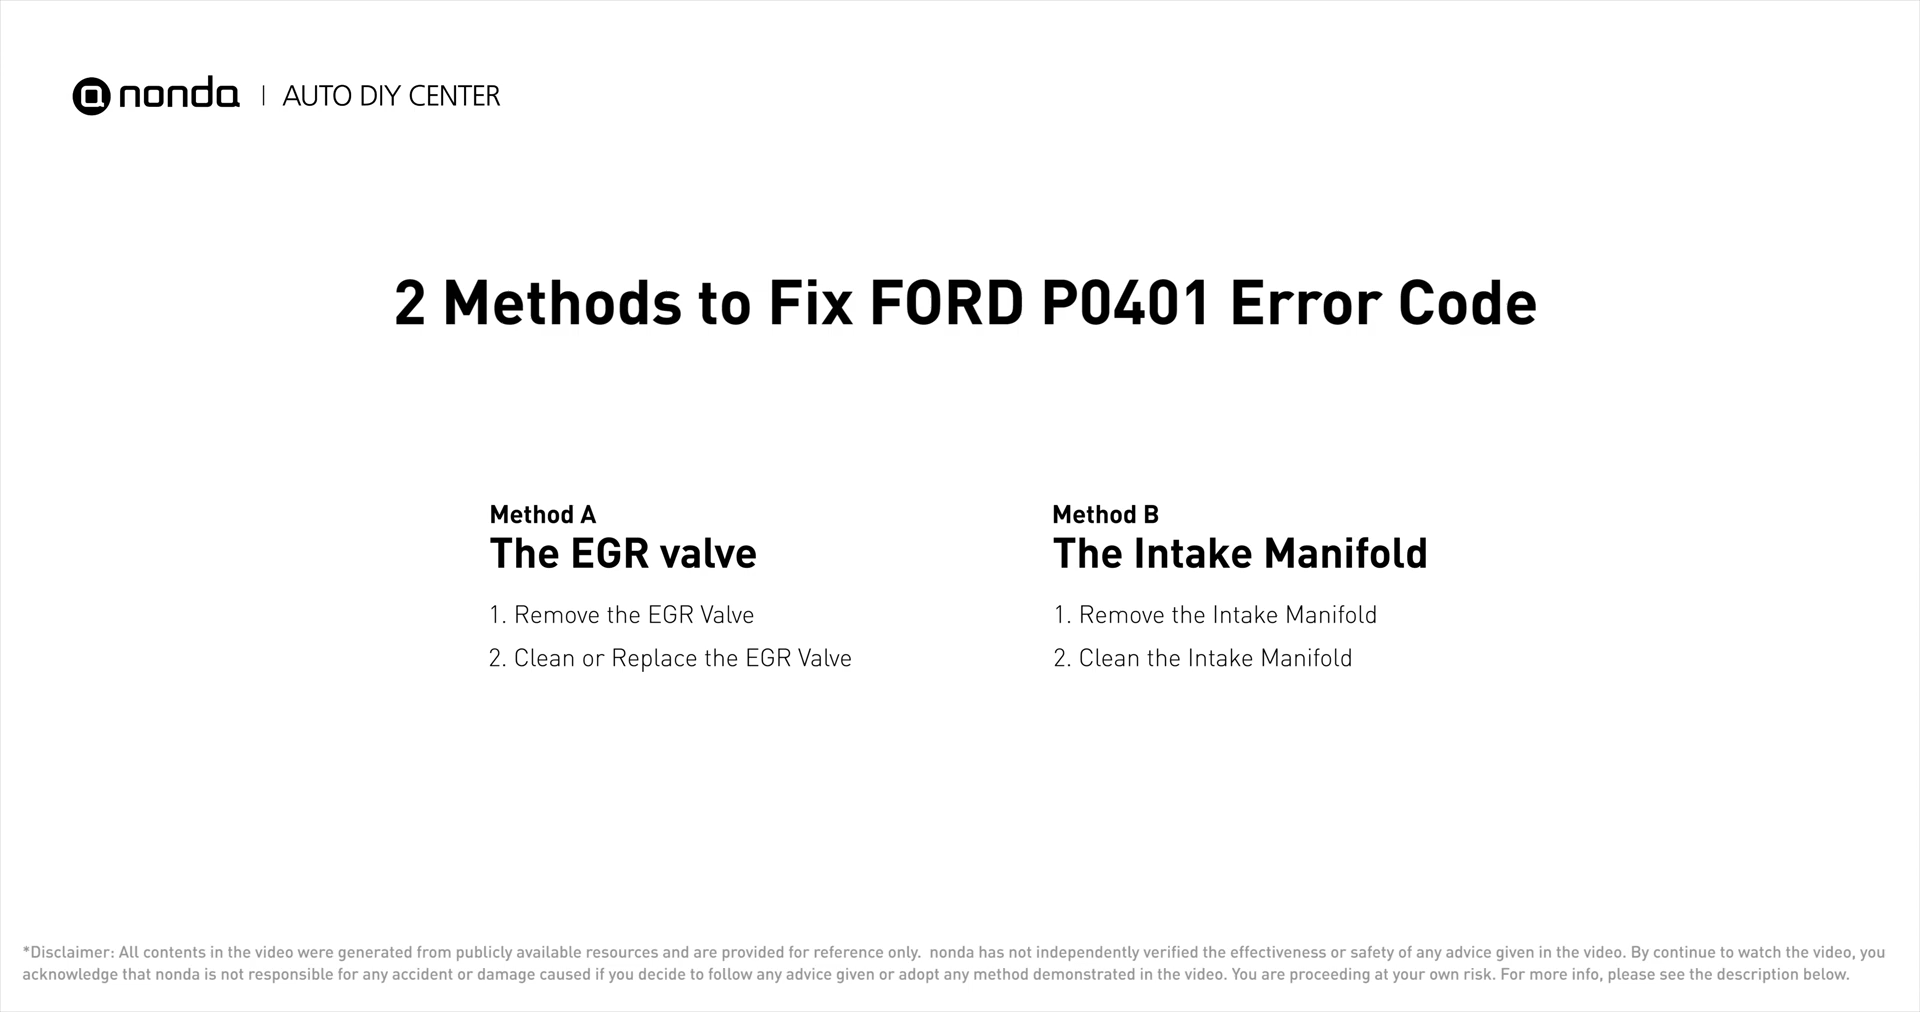 nonda | AUTO DIY CENTER
2 Methods to Fix FORD P0401 Error Code
Method A
The EGR valve
1. Remove the EGR Valve
2. Clean or Replace the EGR Valve
Method B
The Intake Manifold
1. Remove the Intake Manifold
2. Clean the Intake Manifold
*Disclaimer: All contents in the video were generated from publicly available resources and are provided for reference only.  nonda has not independently verified the effectiveness or safety of any advice given in the video. By continue to watch the video, you
acknowledge that nonda is not responsible for any accident or damage caused if you decide to follow any advice given or adopt any method demonstrated in the video. You are proceeding at your own risk. For more info, please see the description below.